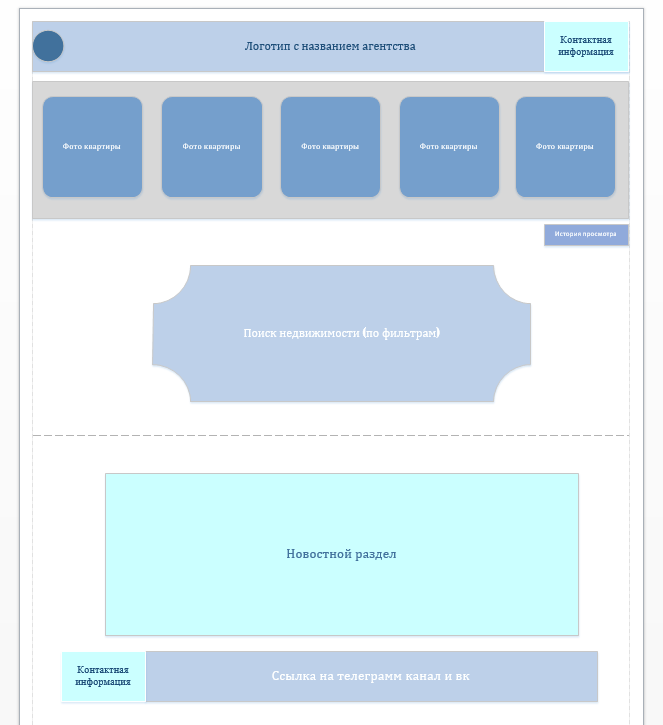 Логотип с названием агентства
Контактная
информация
Фото квартиры
Фото квартиры
Фото квартиры
Фото квартиры
Фото квартиры
История просмотра
Поиск недвижимости (по фильтрам)
Новостной раздел
Контактная
информация
Ссылка на телеграмм канал и вк